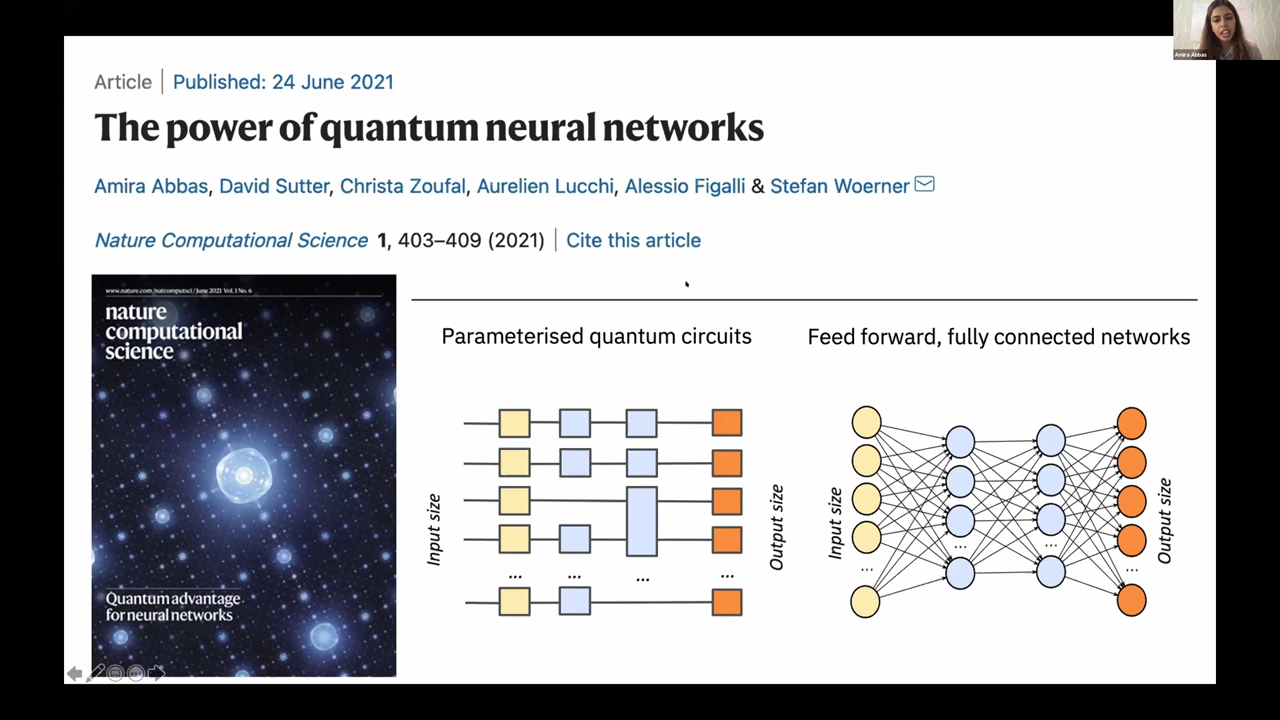 Amira Abbas
Article | Published: 24 June 2021
The power of quantum neural networks
Amira Abbas, David Sutter, Christa Zoufal, Aurelien Lucchi, Alessio Figalli & Stefan Woerner
Nature Computational Science 1, 403–409 (2021) | Cite this article
www.nature.com/natcomputsci / June 2021 Vol. 1 No. 6
nature
computational
science
Quantum advantage
for neural networks
Parameterised quantum circuits
Input size
... ... ... ...
Output size
Feed forward, fully connected networks
Input size
... ... ... ...
Output size